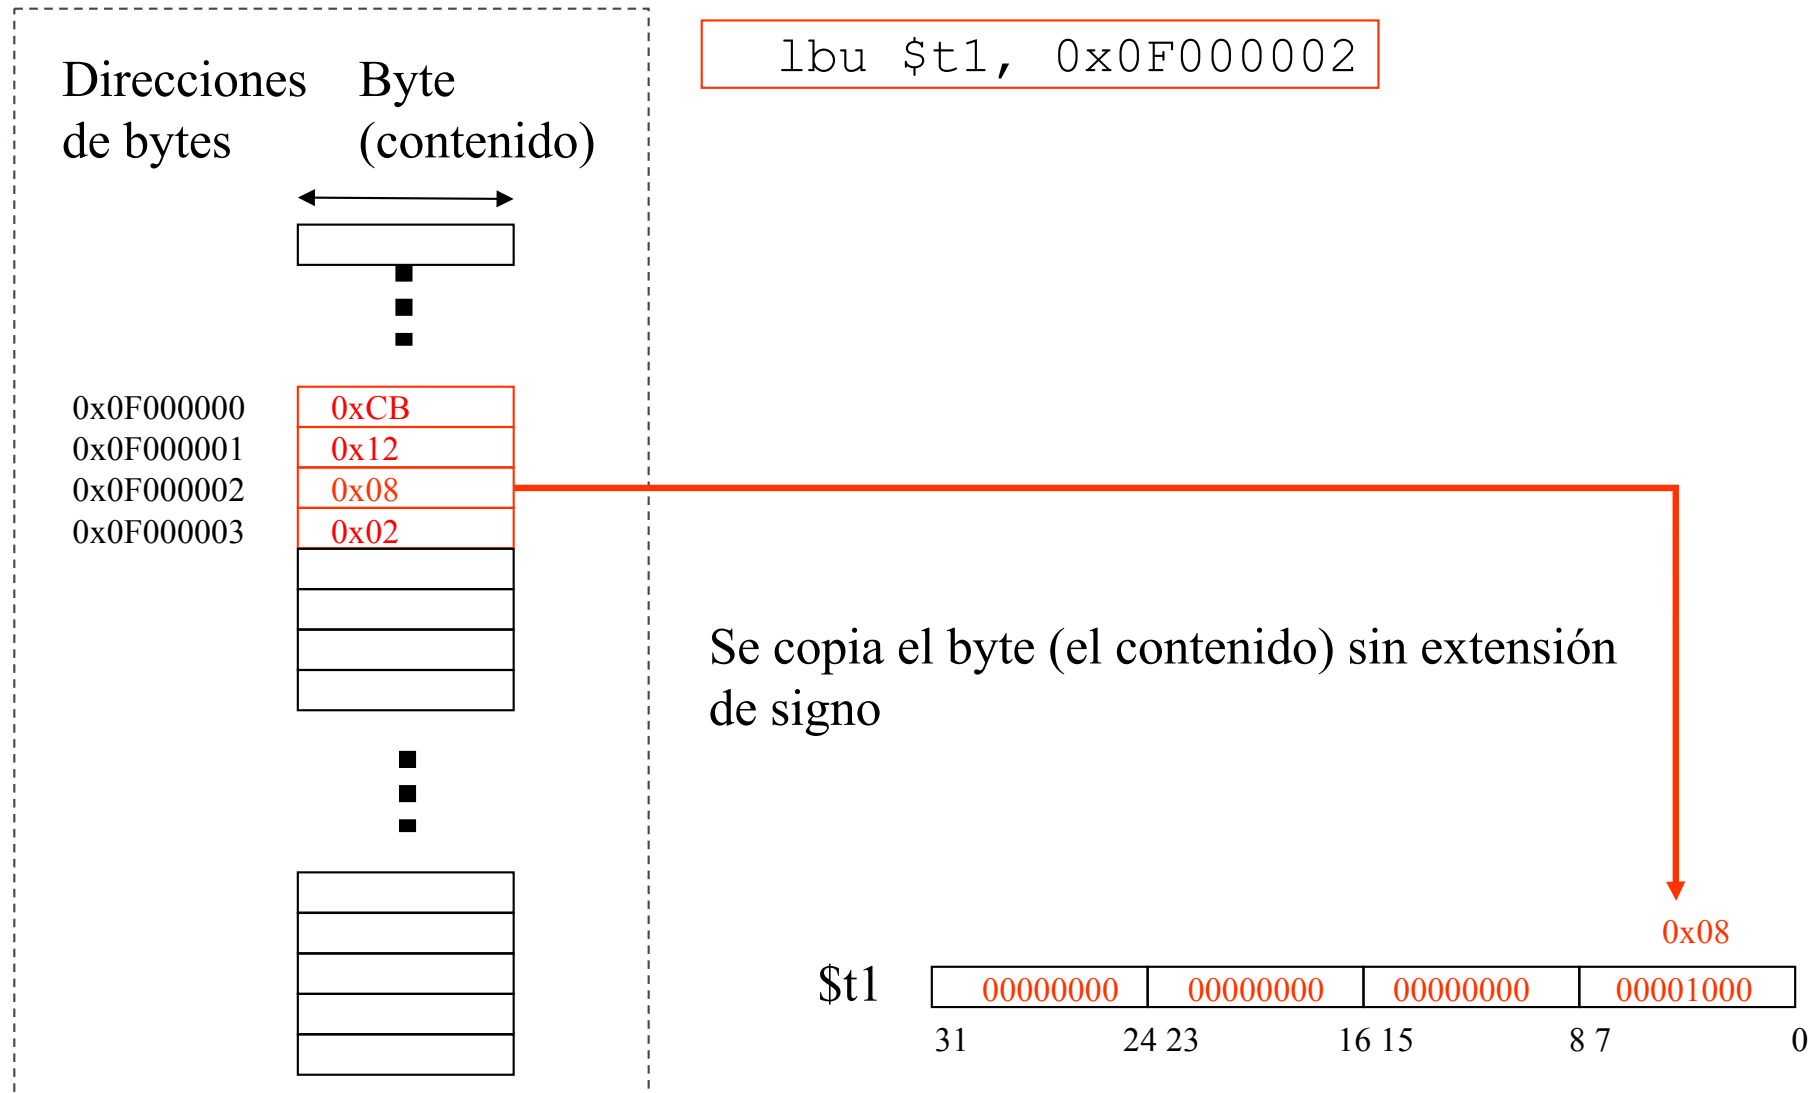 lbu $t1, 0x0F000002
Direcciones
de bytes
Byte
(contenido)
0x0F000000 0xCB
0x0F000001 0x12
0x0F000002 0x08
0x0F000003 0x02
Se copia el byte (el contenido) sin extensión
de signo
0x08
$t1 00000000 00000000 00000000 00001000
31 24 23 16 15 8 7 0